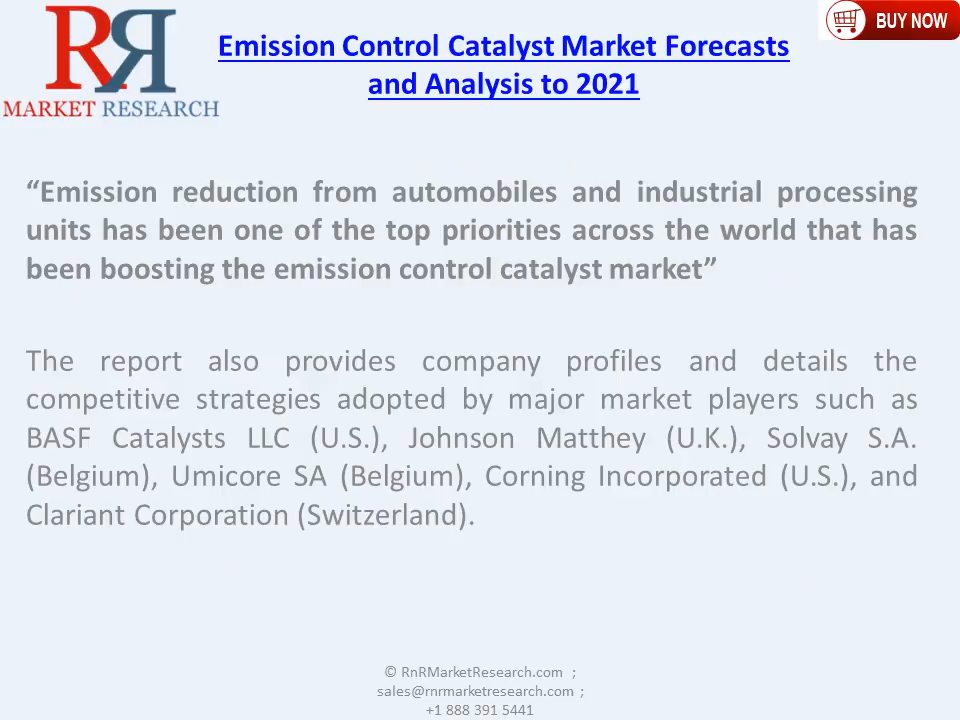 RR
MARKET RESEARCH
BUY NOW
Emission Control Catalyst Market Forecasts
and Analysis to 2021
“Emission reduction from automobiles and industrial processing
units has been one of the top priorities across the world that has
been boosting the emission control catalyst market”
The report also provides company profiles and details the
competitive strategies adopted by major market players such as
BASF Catalysts LLC (U.S.), Johnson Matthey (U.K.), Solvay S.A.
(Belgium), Umicore SA (Belgium), Corning Incorporated (U.S.), and
Clariant Corporation (Switzerland).
© RnRMarketResearch.com ;
sales@rnrmarketresearch.com ;
+1 888 391 5441